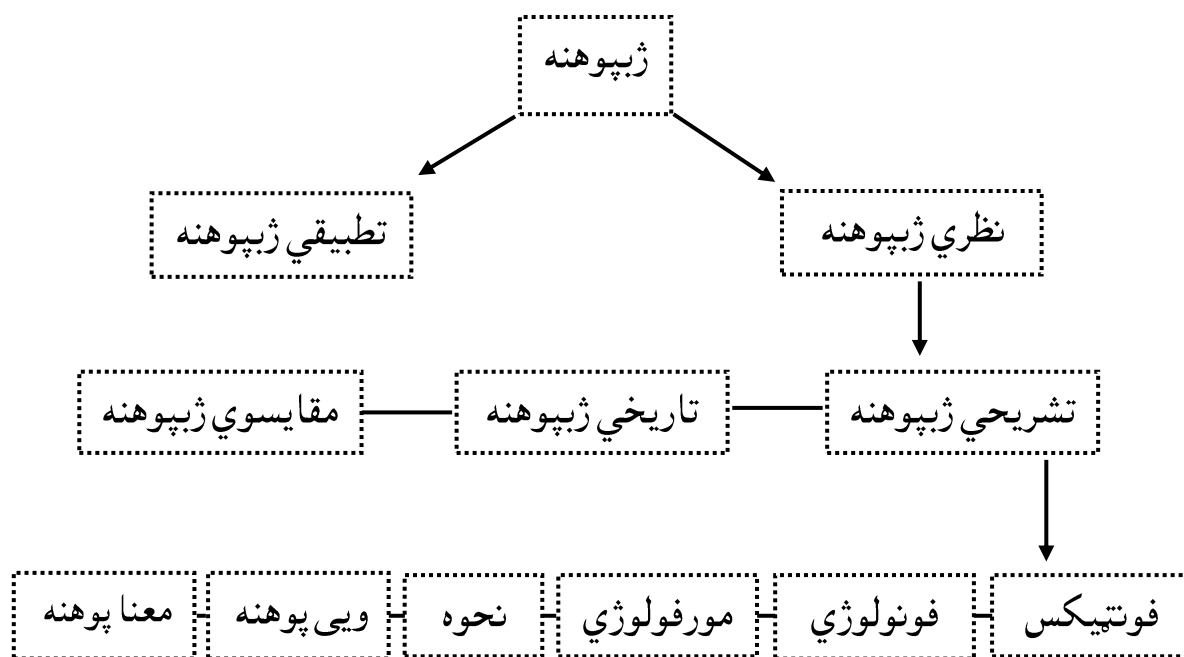 ژبپوهنه
نظري ژبپوهنه
تطبيقي ژبپوهنه
تشريحي ژبپوهنه
تاريخي ژبپوهنه
مقايسوي ژبپوهنه
فونټيکس
فونولوژي
مورفولوژي
نحوه
ويی پوهنه
معنا پوهنه